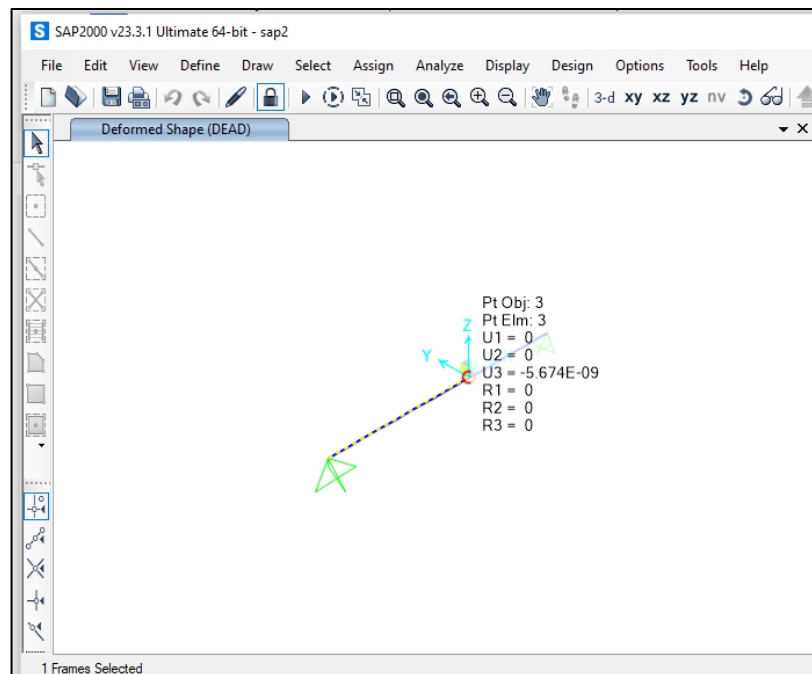 SAP2000 v23.3.1 Ultimate 64-bit - sap2
File Edit View Define Draw Select Assign Analyze Display Design Options Tools Help
3-d xy xz yz nv
Deformed Shape (DEAD)
Pt Obj: 3
Pt Elm: 3
U1 = 0
U2 = 0
U3 = -5.674E-09
R1 = 0
R2 = 0
R3 = 0
Z
Y
1 Frames Selected